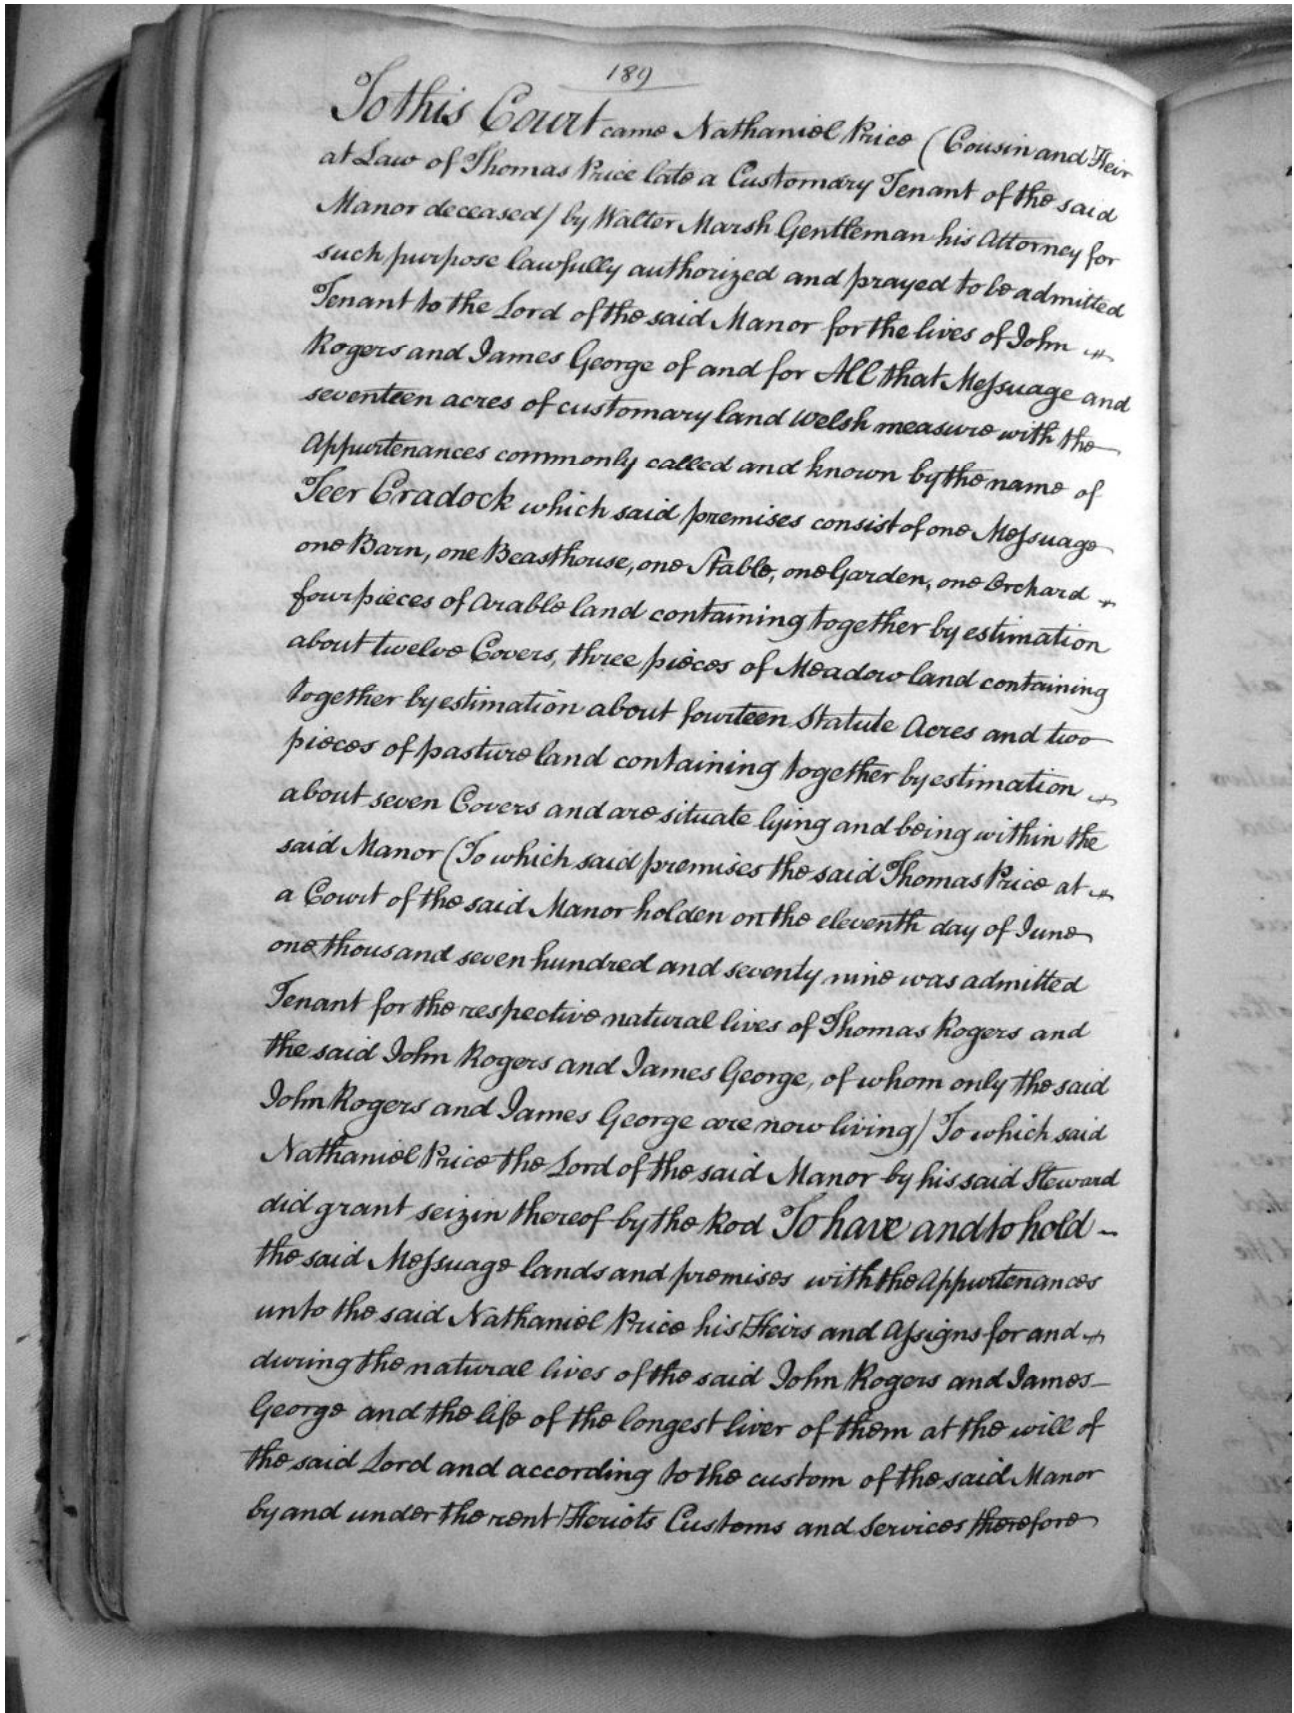 189
To this Court came Nathaniel Price (Cousin and Heir
at Law of Thomas Price late a Customary Tenant of the said
Manor deceased) by Walter Marsh Gentleman his Attorney for
such purpose lawfully authorized and prayed to be admitted
Tenant to the Lord of the said Manor for the lives of John
Rogers and James George of and for All that Meſsuage and
seventeen acres of customary land Welsh measure with the
Appurtenances commonly called and known by the name of
Teer Cradock which said premises consist of one Meſsuage
one Barn, one Beasthouse, one Stable, one Garden, one Orchard
four pieces of Arable land containing together by estimation
about twelve Covers, three pieces of Meadow land containing
together by estimation about fourteen Statute Acres and two
pieces of pasture land containing together by estimation
about seven Covers and are situate lying and being within the
said Manor (To which said premises the said Thomas Price at
a Court of the said Manor holden on the eleventh day of June
one thousand seven hundred and seventy nine was admitted
Tenant for the respective natural lives of Thomas Rogers and
the said John Rogers and James George, of whom only the said
John Rogers and James George are now living) To which said
Nathaniel Price the Lord of the said Manor by his said Steward
did grant seizin thereof by the Rod To have and to hold –
the said Meſsuage lands and premises with the Appurtenances
unto the said Nathaniel Price his Heirs and Aſsigns for and
during the natural lives of the said John Rogers and James
George and the life of the longest liver of them at the will of
the said Lord and according to the custom of the said Manor
by and under the rent Heriots Customs and Services therefore